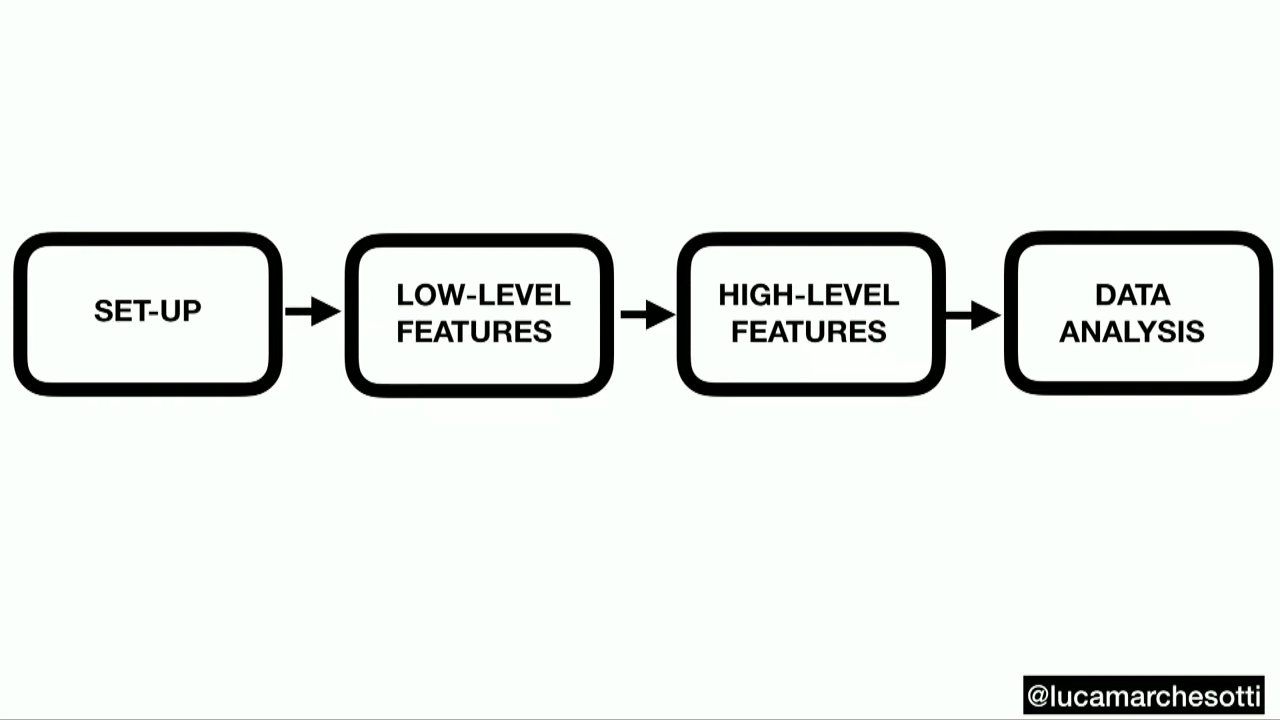 SET-UP
LOW-LEVEL
FEATURES
HIGH-LEVEL
FEATURES
DATA
ANALYSIS
@lucamarchesotti